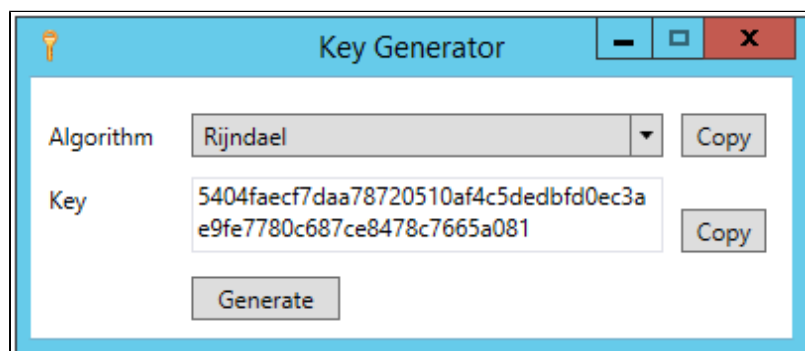 Key Generator
Algorithm
Rijndael
Copy
Key
5404faecf7daa78720510af4c5dedbfd0ec3a
e9fe7780c687ce8478c7665a081
Copy
Generate